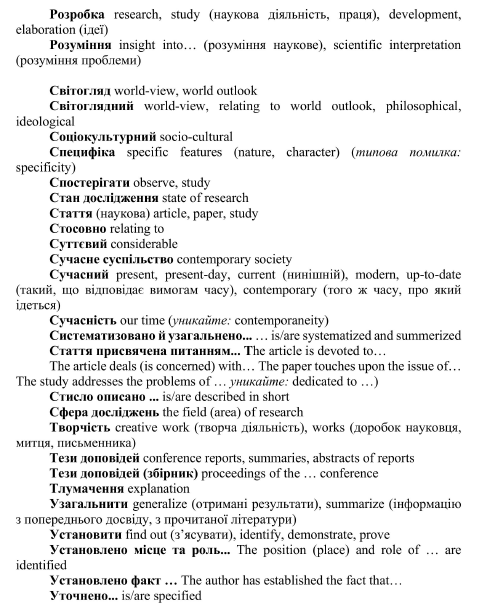 Розробка research, study (наукова діяльність, праця), development,
elaboration (ідеї)
Розуміння insight into… (розуміння наукове), scientific interpretation
(розуміння проблеми)
Світогляд world-view, world outlook
Світоглядний world-view, relating to world outlook, philosophical,
ideological
Соціокультурний socio-cultural
Специфіка specific features (nature, character) (типова помилка:
specificity)
Спостерігати observe, study
Стан дослідження state of research
Стаття (наукова) article, paper, study
Стосовно relating to
Суттєвий considerable
Сучасне суспільство contemporary society
Сучасний present, present-day, current (нинішній), modern, up-to-date
(такий, що відповідає вимогам часу), contemporary (того ж часу, про який
ідеться)
Сучасність our time (уникайте: contemporaneity)
Систематизовано й узагальнено... … is/are systematized and summerized
Стаття присвячена питанням... The article is devoted to…
The article deals (is concerned) with… The paper touches upon the issue of…
The study addresses the problems of … уникайте: dedicated to …)
Стисло описано ... is/are described in short
Сфера досліджень the field (area) of research
Творчість creative work (творча діяльність), works (доробок науковця,
митця, письменника)
Тези доповідей conference reports, summaries, abstracts of reports
Тези доповідей (збірник) proceedings of the … conference
Тлумачення explanation
Узагальнити generalize (отримані результати), summarize (інформацію
з попереднього досвіду, з прочитаної літератури)
Установити find out (з’ясувати), identify, demonstrate, prove
Установлено місце та роль... The position (place) and role of … are
identified
Установлено факт … The author has established the fact that…
Уточнено... is/are specified